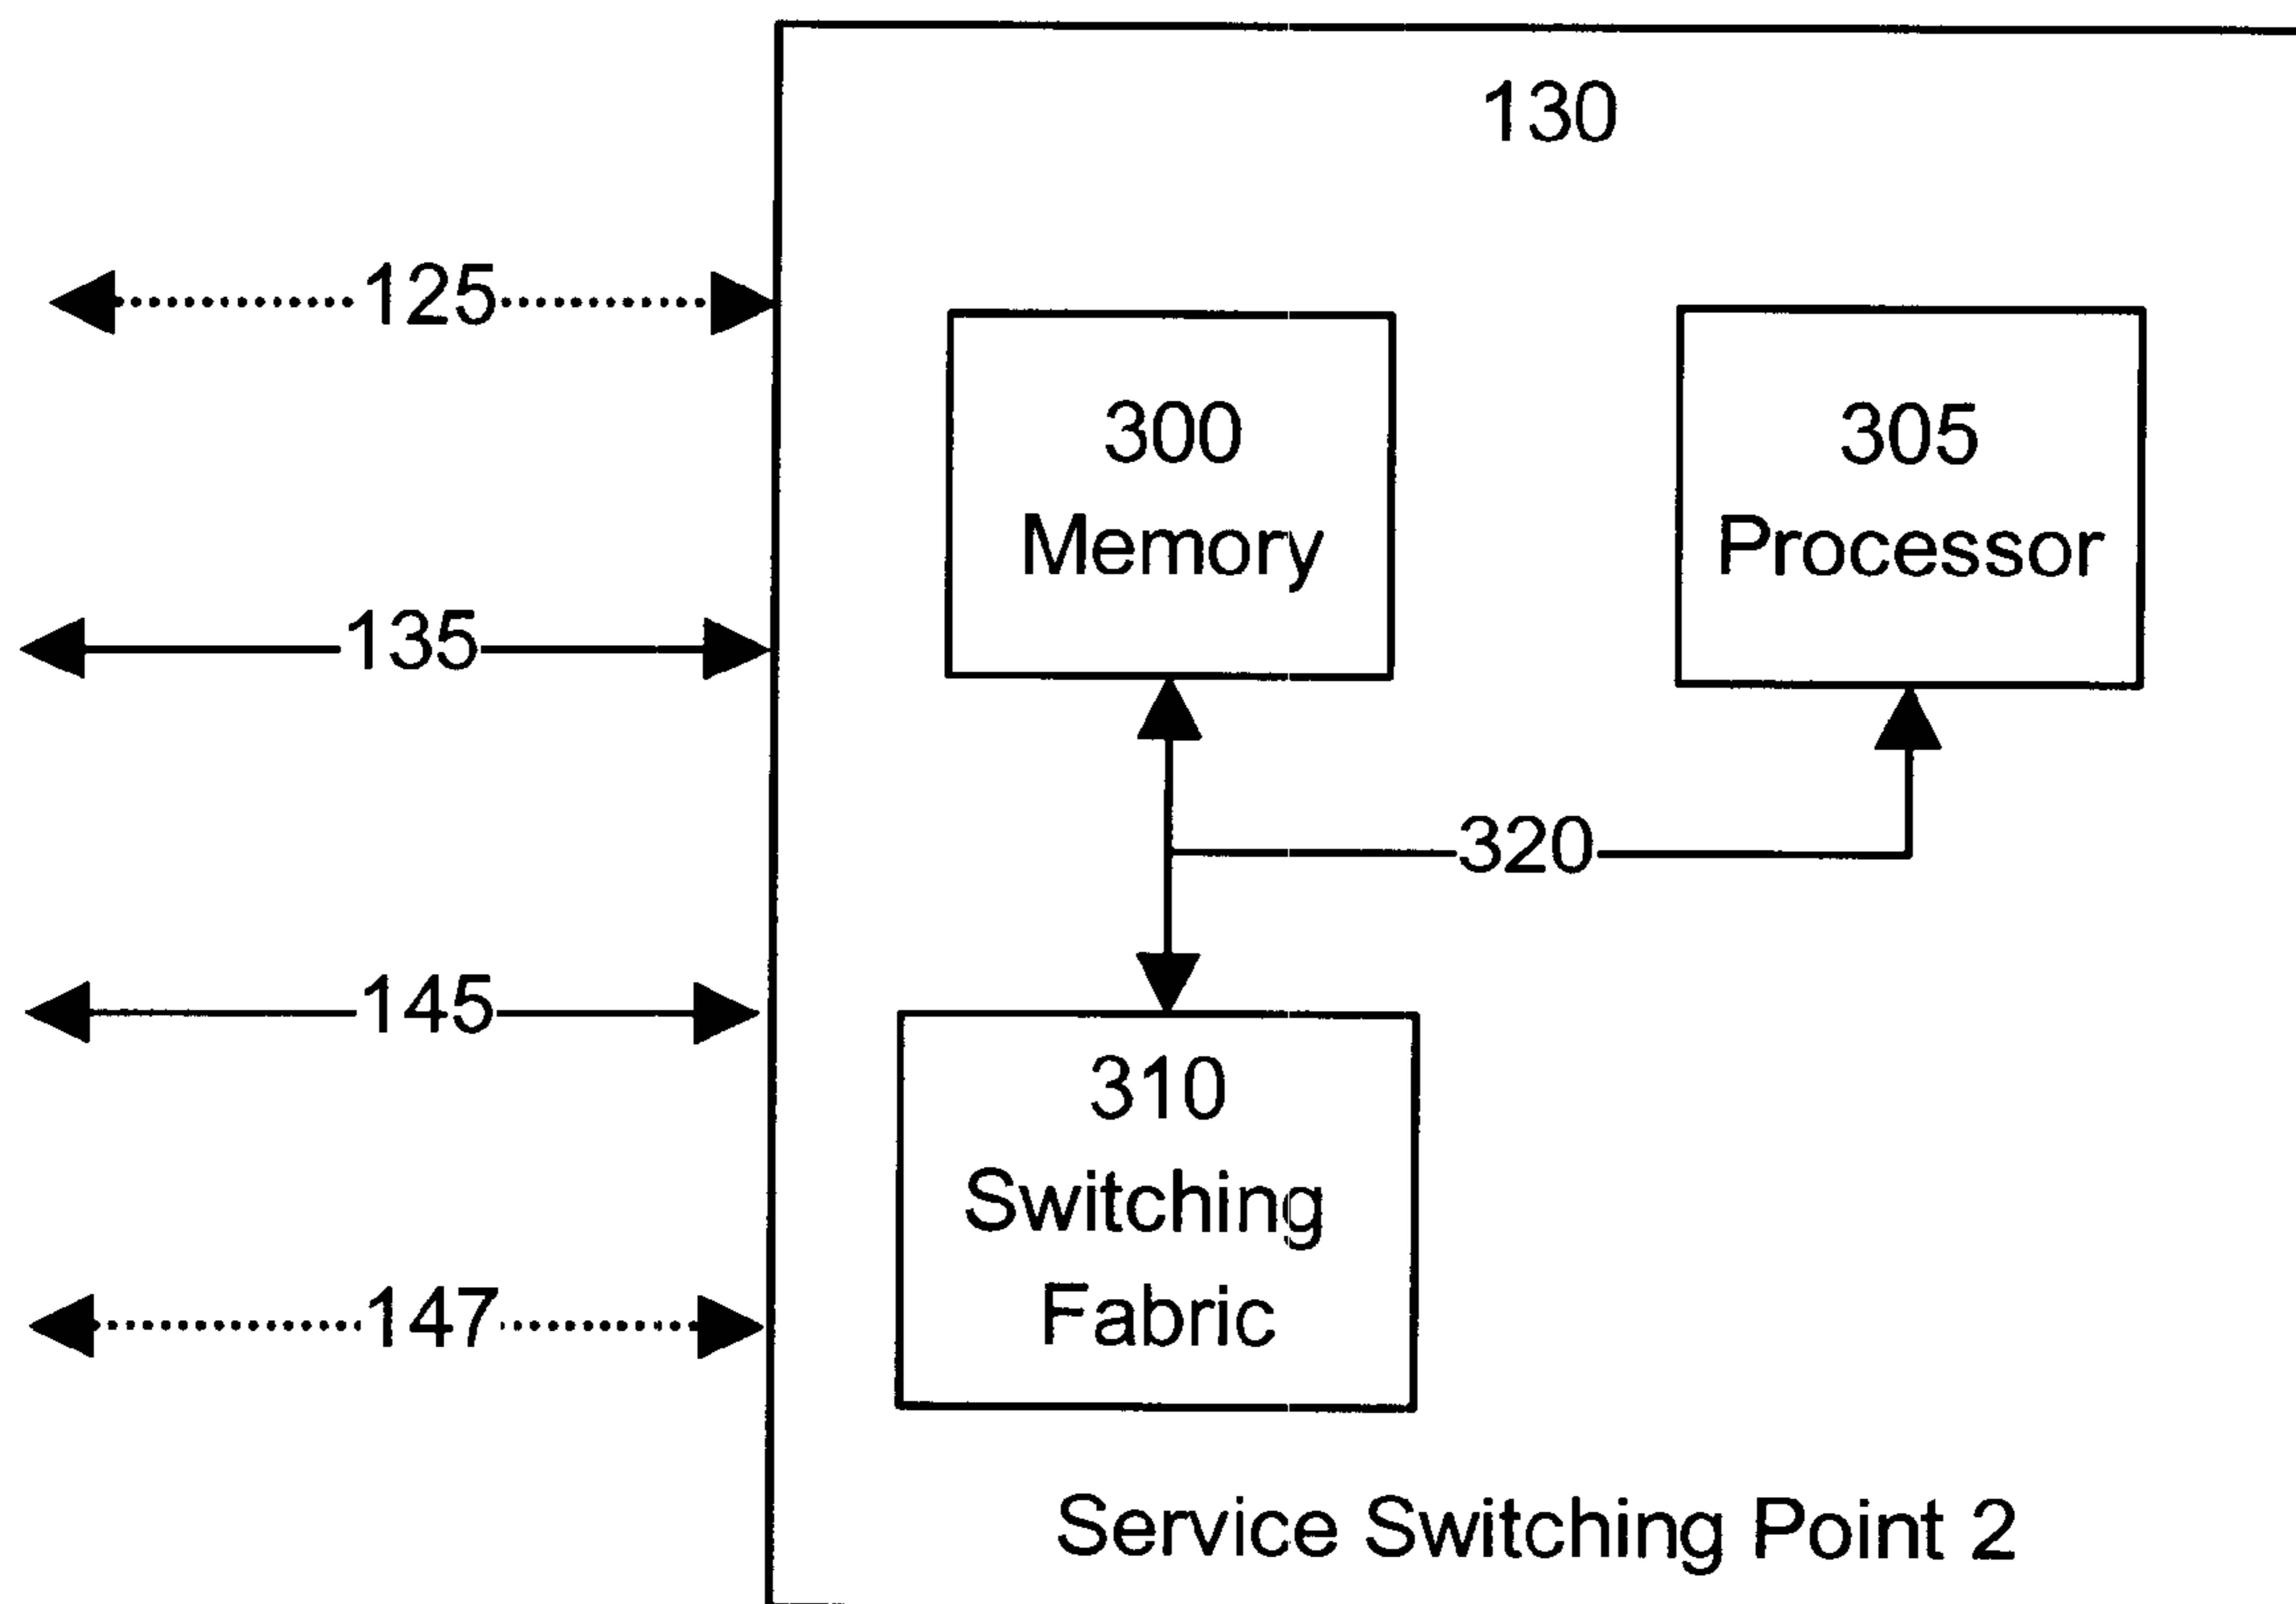 130
125
300
Memory
305
Processor
135
320
145
310
Switching
Fabric
147
Service Switching Point 2